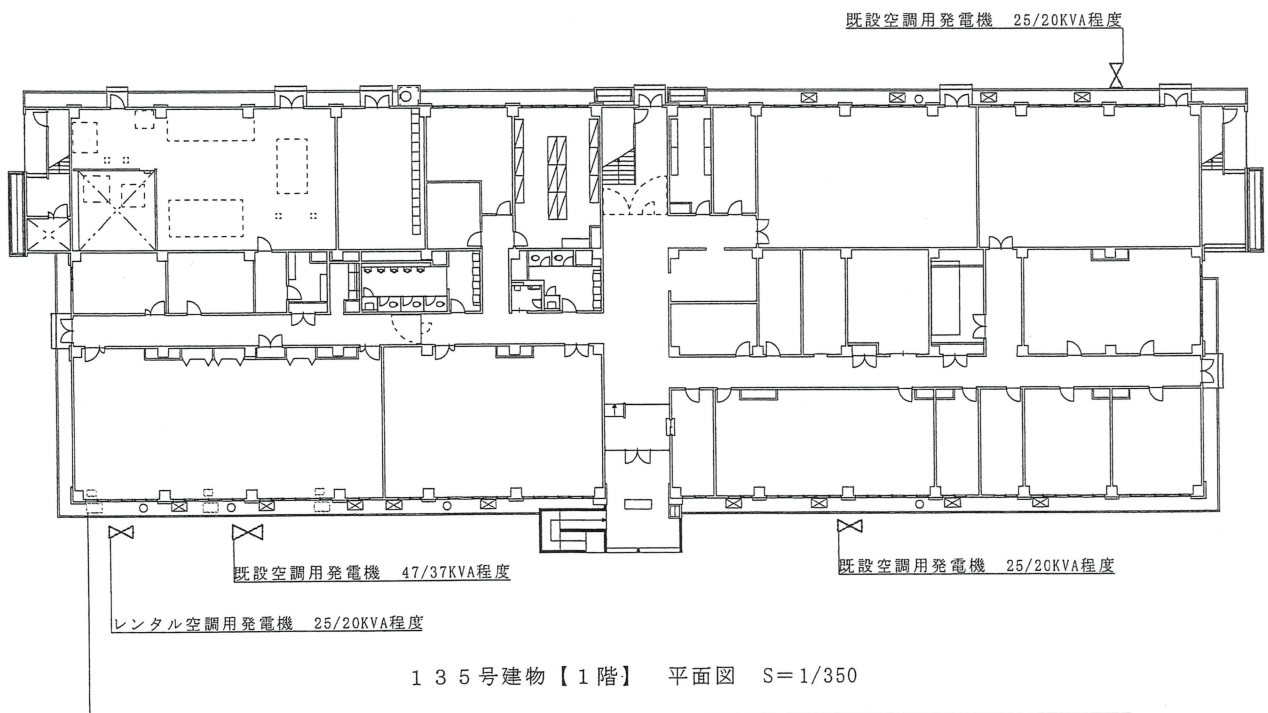 既設空調用発電機　25/20KVA程度
既設空調用発電機　47/37KVA程度
既設空調用発電機　25/20KVA程度
レンタル空調用発電機　25/20KVA程度
１３５号建物【１階】　平面図　S＝1/350